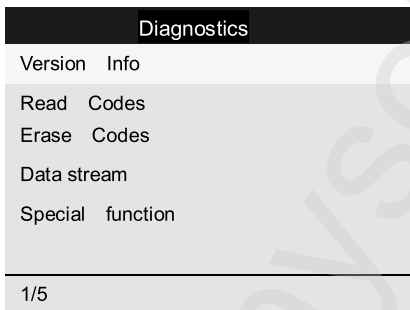 Diagnostics
Version Info
Read Codes
Erase Codes
Data stream
Special function
1/5